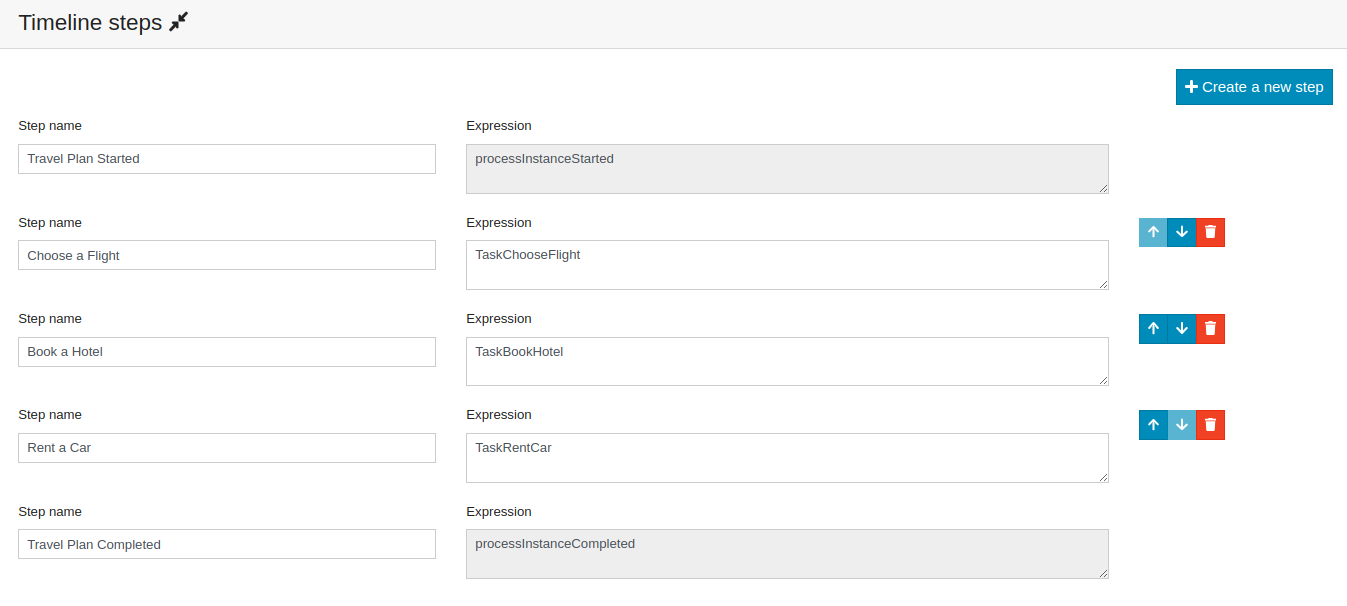 Timeline steps
Create a new step
Step name Expression
Travel Plan Started processInstanceStarted
Step name Expression
Choose a Flight TaskChooseFlight
Step name Expression
Book a Hotel TaskBookHotel
Step name Expression
Rent a Car TaskRentCar
Step name Expression
Travel Plan Completed processInstanceCompleted